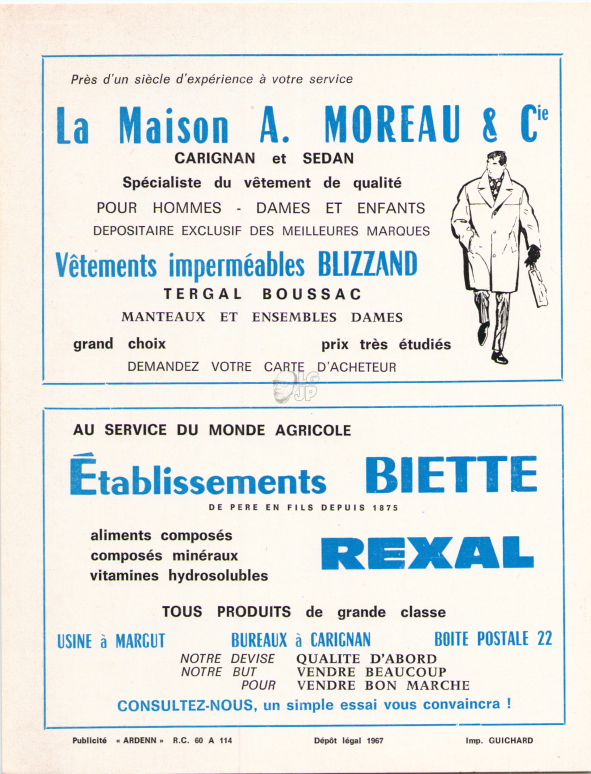 Près d'un siècle d'expérience à votre service
La Maison A. MOREAU & Cie
CARIGNAN et SEDAN
Spécialiste du vêtement de qualité
POUR HOMMES - DAMES ET ENFANTS
DEPOSITAIRE EXCLUSIF DES MEILLEURES MARQUES
Vêtements imperméables BLIZZAND
TERGAL BOUSSAC
MANTEAUX ET ENSEMBLES DAMES
grand choix prix très étudiés
DEMANDEZ VOTRE CARTE D'ACHETEUR
LC
JP
AU SERVICE DU MONDE AGRICOLE
Établissements BIETTE
DE PERE EN FILS DEPUIS 1875
aliments composés
composés minéraux
vitamines hydrosolubles
REXAL
TOUS PRODUITS de grande classe
USINE à MARGUT BUREAUX à CARIGNAN BOITE POSTALE 22
NOTRE DEVISE QUALITE D'ABORD
NOTRE BUT VENDRE BEAUCOUP
POUR VENDRE BON MARCHE
CONSULTEZ-NOUS, un simple essai vous convaincra !
Publicité « ARDENN » R.C. 60 A 114 Dépôt légal 1967 Imp. GUICHARD